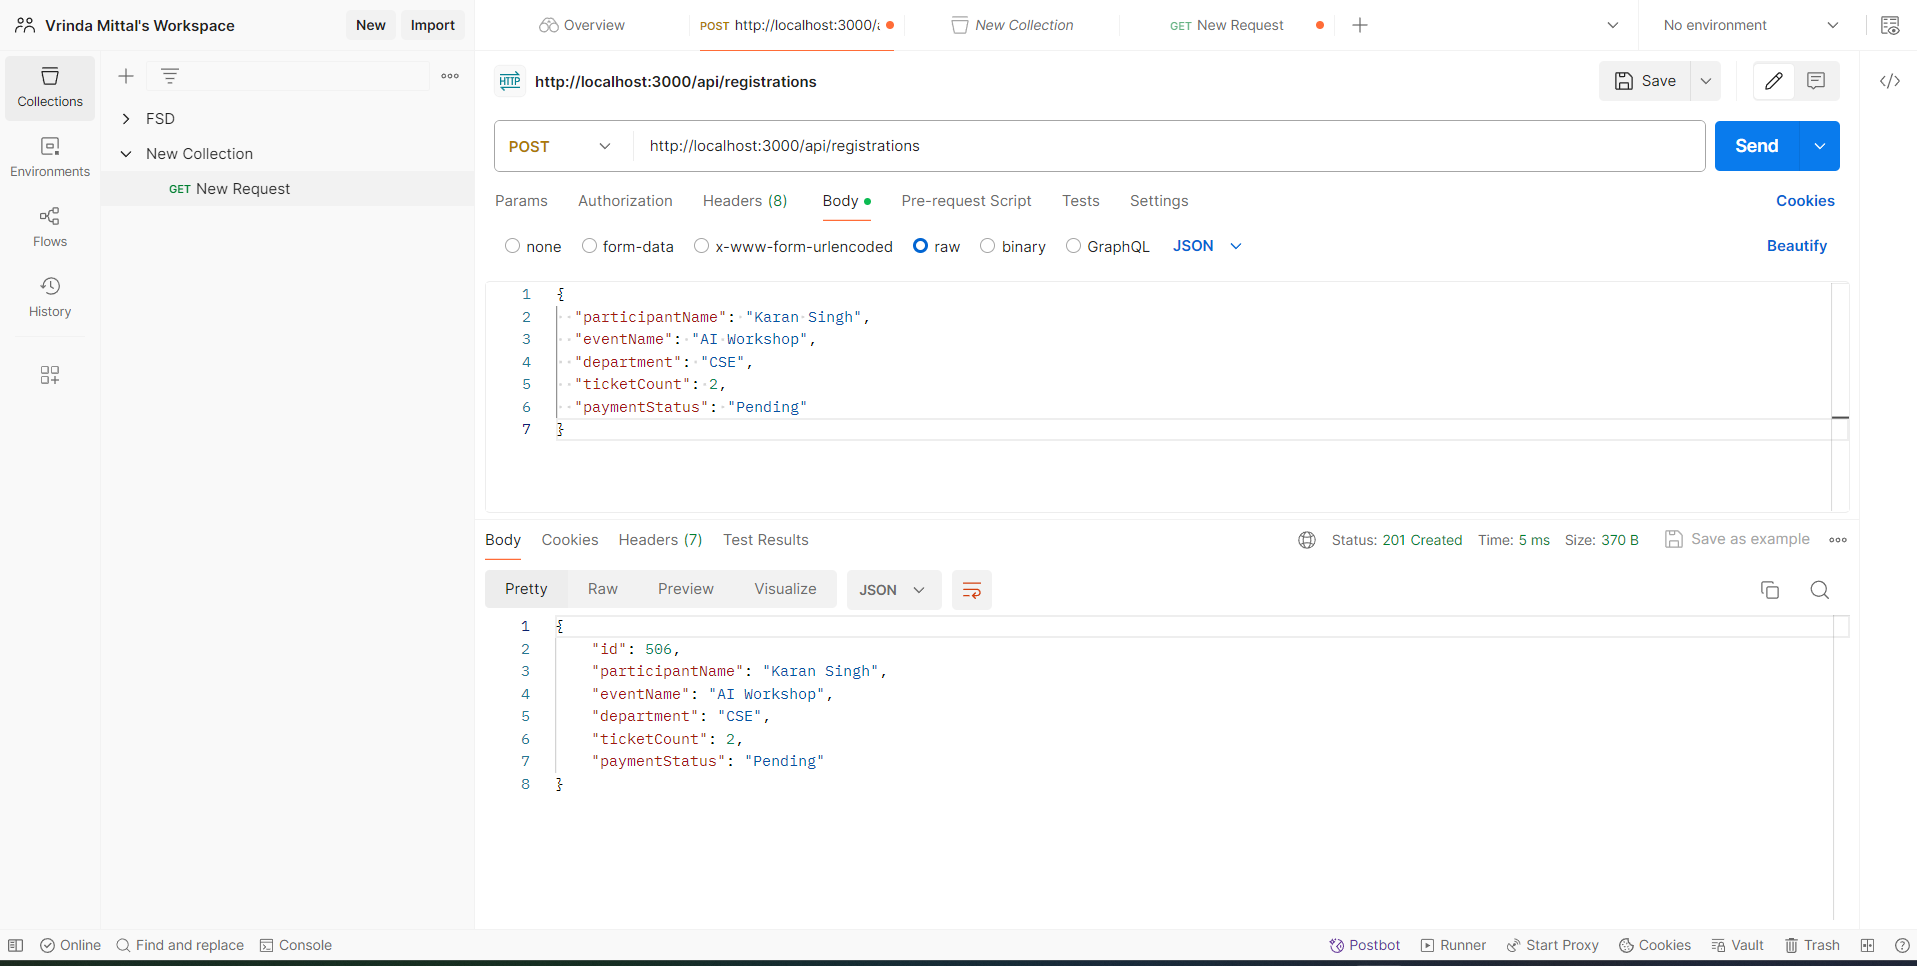 Vrinda Mittal's Workspace
New
Import
Overview
POST http://localhost:3000/a
New Collection
GET New Request
No environment
Collections
Environments
Flows
History
FSD
New Collection
GET New Request
HTTP
http://localhost:3000/api/registrations
Save
POST
http://localhost:3000/api/registrations
Send
Params
Authorization
Headers (8)
Body
Pre-request Script
Tests
Settings
Cookies
none
form-data
x-www-form-urlencoded
raw
binary
GraphQL
JSON
Beautify
1 {
2 "participantName": "Karan Singh",
3 "eventName": "AI Workshop",
4 "department": "CSE",
5 "ticketCount": 2,
6 "paymentStatus": "Pending"
7 }
Body
Cookies
Headers (7)
Test Results
Status: 201 Created
Time: 5 ms
Size: 370 B
Save as example
Pretty
Raw
Preview
Visualize
JSON
1 {
2 "id": 506,
3 "participantName": "Karan Singh",
4 "eventName": "AI Workshop",
5 "department": "CSE",
6 "ticketCount": 2,
7 "paymentStatus": "Pending"
8 }
Online
Find and replace
Console
Postbot
Runner
Start Proxy
Cookies
Vault
Trash